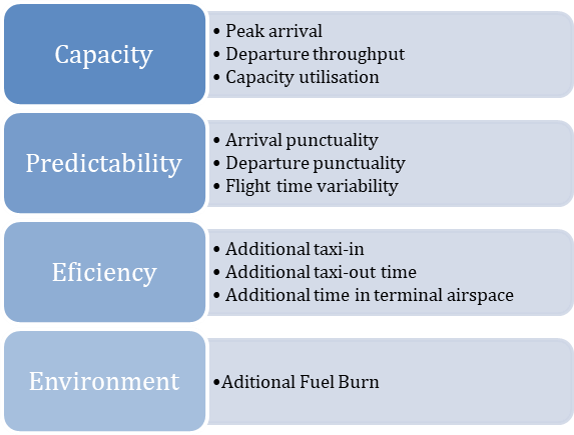 Capacity
• Peak arrival
• Departure throughput
• Capacity utilisation
Predictability
• Arrival punctuality
• Departure punctuality
• Flight time variability
Eficiency
• Additional taxi-in
• Additional taxi-out time
• Additional time in terminal airspace
Environment
•Aditional Fuel Burn